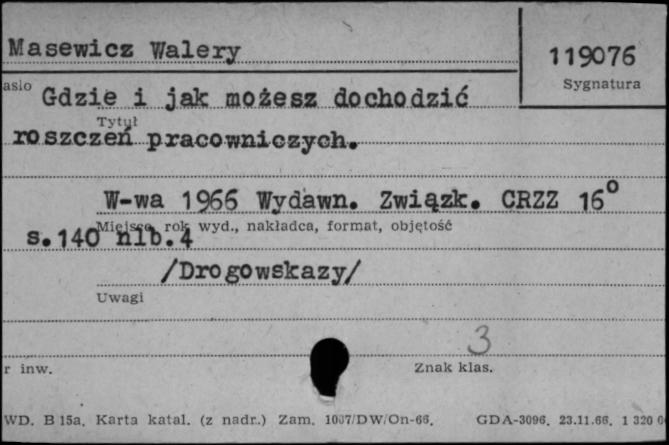 Masewicz Walery
119076
Sygnatura
asło
Gdzie i jak możesz dochodzić
Tytuł
roszczeń pracowniczych.
W-wa 1966 Wydawn. Związk. CRZZ 16°
Miejsce, rok wyd., nakładca, format, objętość
s.140 nlb.4
/Drogowskazy/
Uwagi
3
r inw.
Znak klas.
WD. B 15a. Karta katal. (z nadr.) Zam. 1007/DW/On-66. GDA-3096. 23.11.66. 1 320 0